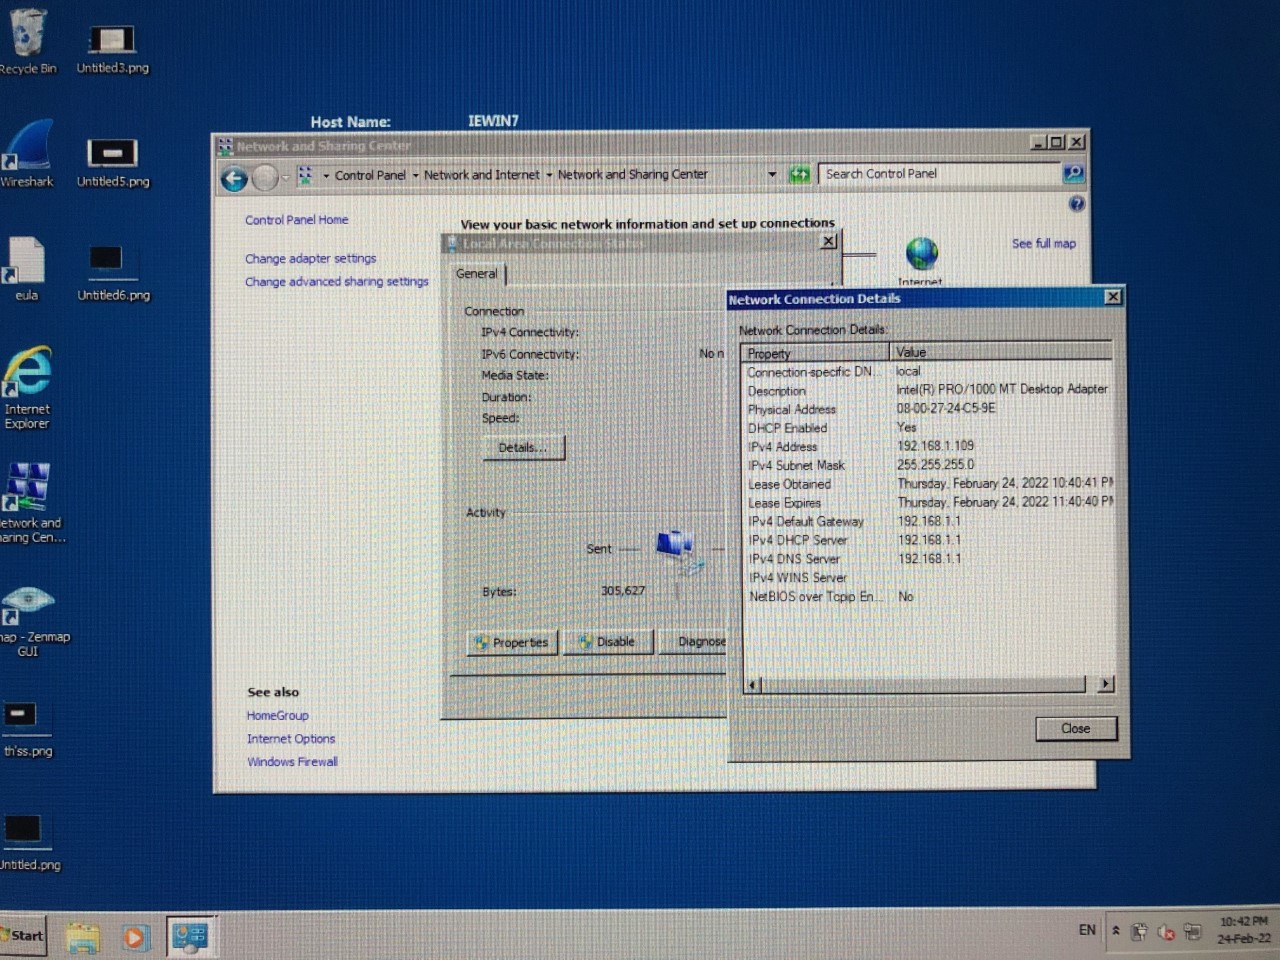 Recycle Bin
Untitled3.png
Wireshark
Untitled5.png
eula
Untitled6.png
Internet
Explorer
Network and
Sharing Cen...
Nmap - Zenmap
GUI
th'ss.png
Untitled.png
Host Name:
IEWIN7
Network and Sharing Center
Control Panel
Network and Internet
Network and Sharing Center
Search Control Panel
Control Panel Home
Change adapter settings
Change advanced sharing settings
View your basic network information and set up connections
See full map
Internet
See also
HomeGroup
Internet Options
Windows Firewall
Local Area Connection Status
General
Connection
IPv4 Connectivity:
IPv6 Connectivity:
No n
Media State:
Duration:
Speed:
Details...
Activity
Sent
Bytes:
305,627
Properties
Disable
Diagnose
Network Connection Details
Network Connection Details:
Property Value
Connection-specific DN... local
Description Intel(R) PRO/1000 MT Desktop Adapter
Physical Address 08-00-27-24-C5-9E
DHCP Enabled Yes
IPv4 Address 192.168.1.109
IPv4 Subnet Mask 255.255.255.0
Lease Obtained Thursday, February 24, 2022 10:40:41 PM
Lease Expires Thursday, February 24, 2022 11:40:40 PM
IPv4 Default Gateway 192.168.1.1
IPv4 DHCP Server 192.168.1.1
IPv4 DNS Server 192.168.1.1
IPv4 WINS Server
NetBIOS over Tcpip En... No
Close
Start
EN
10:42 PM
24-Feb-22